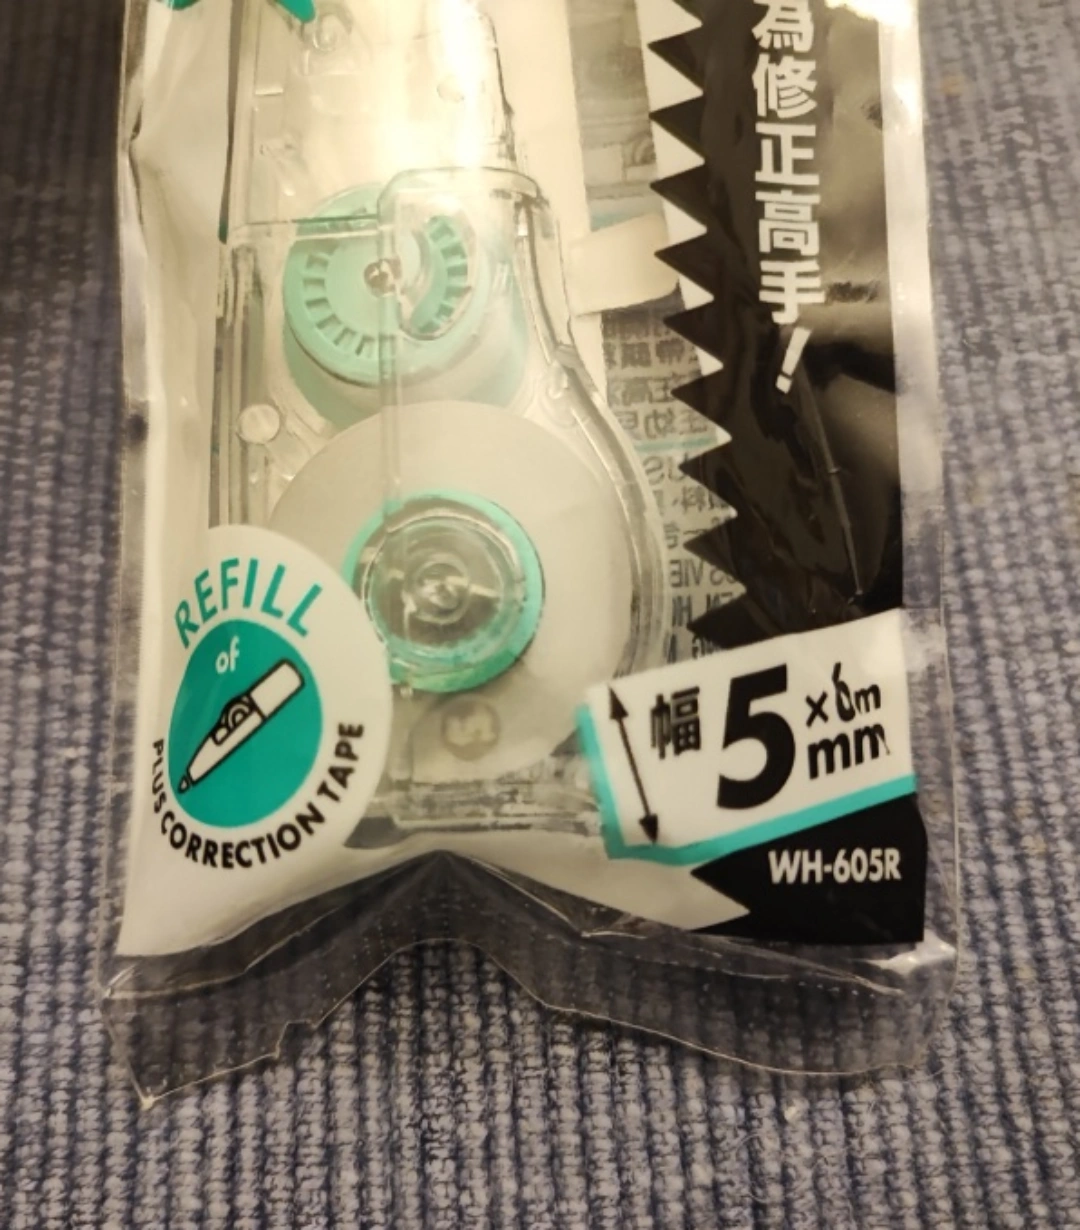 為修正高手！
REFILL
of
PLUS CORRECTION TAPE
幅 5 mm
×6m
WH-605R